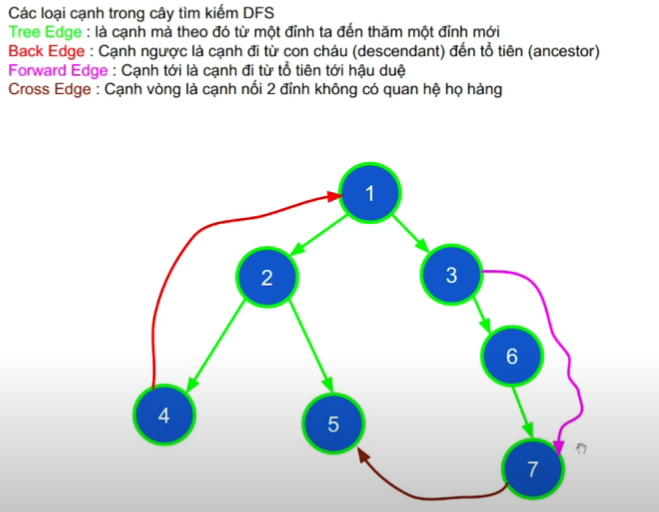 Các loại cạnh trong cây tìm kiếm DFS
Tree Edge : là cạnh mà theo đó từ một đỉnh ta đến thăm một đỉnh mới
Back Edge : Cạnh ngược là cạnh đi từ con cháu (descendant) đến tổ tiên (ancestor)
Forward Edge : Cạnh tới là cạnh đi từ tổ tiên tới hậu duệ
Cross Edge : Cạnh vòng là cạnh nối 2 đỉnh không có quan hệ họ hàng
1
2
3
6
4
5
7